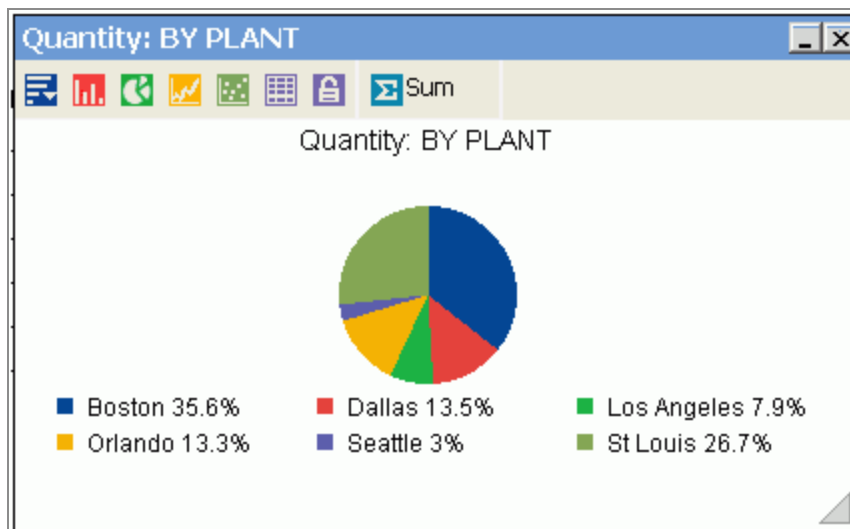 Quantity: BY PLANT
Sum
Quantity: BY PLANT
Boston 35.6% Dallas 13.5% Los Angeles 7.9%
Orlando 13.3% Seattle 3% St Louis 26.7%